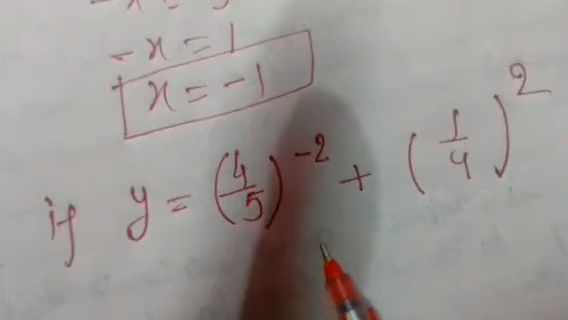 -x = 1
x = -1
if y = (4/5)^-2 + (1/4)^2